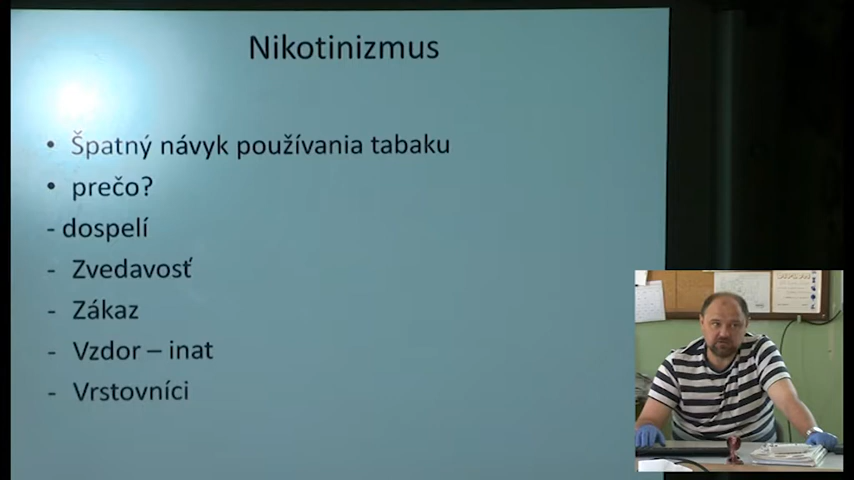 Nikotinizmus
• Špatný návyk používania tabaku
• prečo?
- dospelí
- Zvedavosť
- Zákaz
- Vzdor – inat
- Vrstovníci